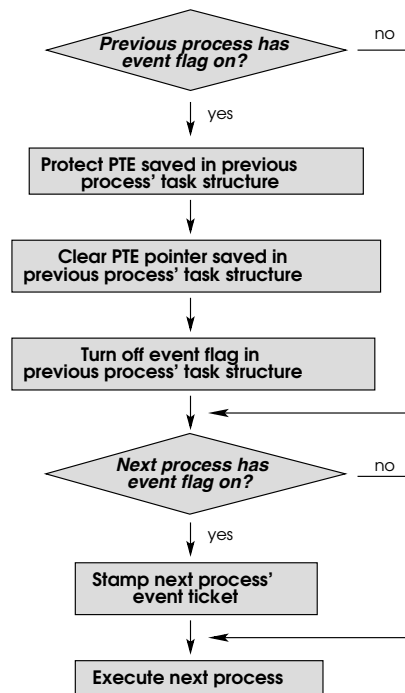 Previous process has
event flag on?
no
yes
Protect PTE saved in previous
process' task structure
Clear PTE pointer saved in
previous process' task structure
Turn off event flag in
previous process' task structure
Next process has
event flag on?
no
yes
Stamp next process'
event ticket
Execute next process